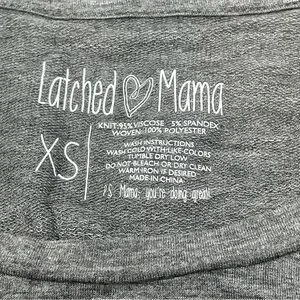 Latched Mama
XS
KNIT: 95% VISCOSE 5% SPANDEX
WOVEN: 100% POLYESTER
WASH INSTRUCTIONS
WASH COLD WITH LIKE COLORS
TUMBLE DRY LOW
DO NOT BLEACH OR DRY CLEAN
WARM IRON IS DESIRED
MADE IN CHINA
P.S. Mama, you're doing great!